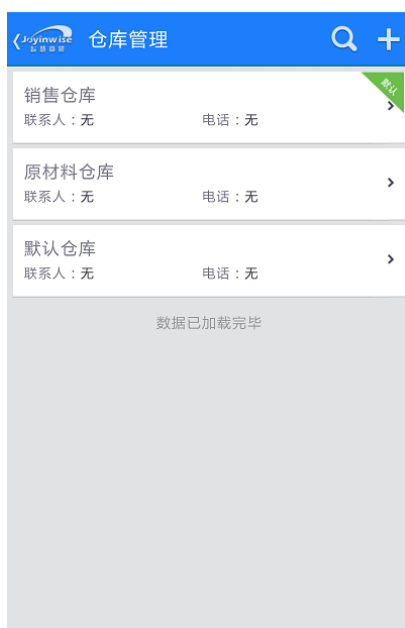 Joyinwise
仓库管理
销售仓库
默认
联系人：无 电话：无
原材料仓库
联系人：无 电话：无
默认仓库
联系人：无 电话：无
数据已加载完毕